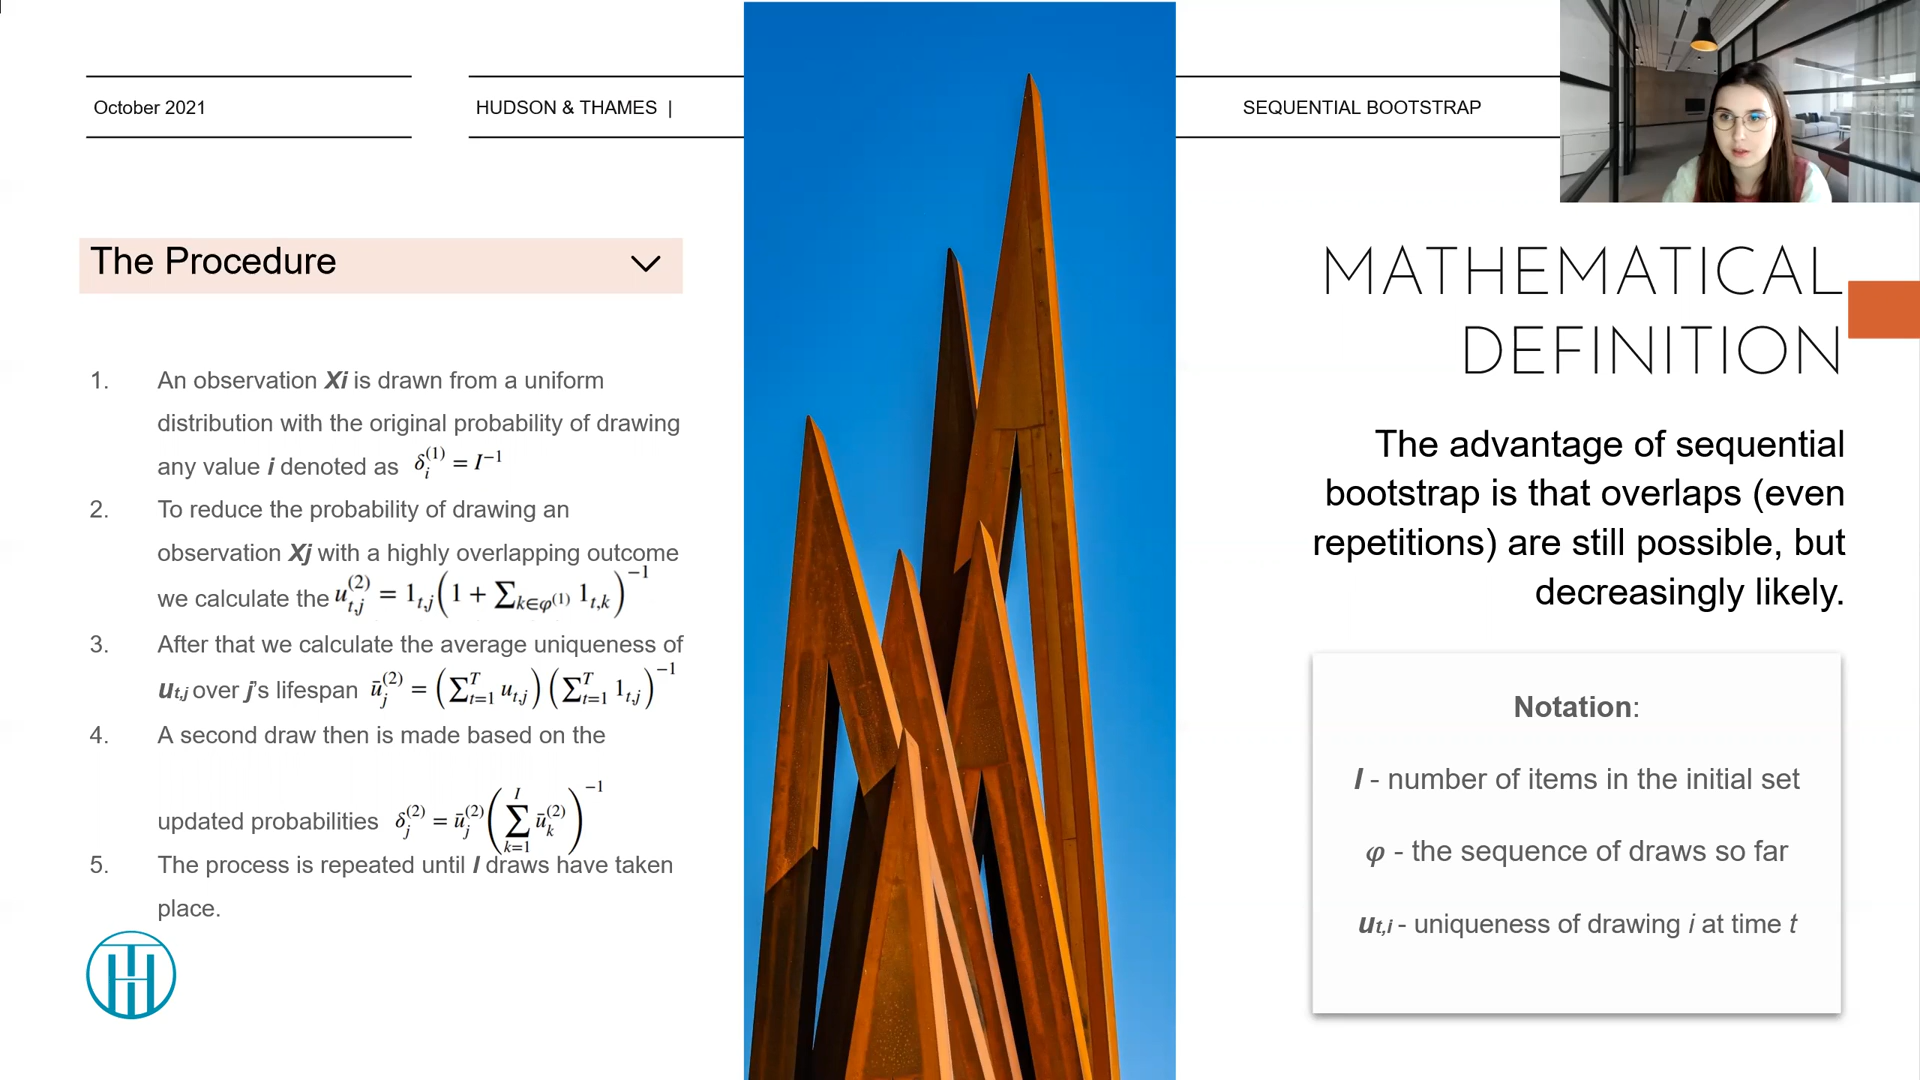 October 2021
HUDSON & THAMES |
SEQUENTIAL BOOTSTRAP
The Procedure
1. An observation Xi is drawn from a uniform
distribution with the original probability of drawing
any value i denoted as δ_i^(1) = I^−1
2. To reduce the probability of drawing an
observation Xj with a highly overlapping outcome
we calculate the u_t,j^(2) = 1_t,j (1 + ∑_k∈φ^(1) 1_t,k)^−1
3. After that we calculate the average uniqueness of
ut,j over j's lifespan ū_j^(2) = (∑_t=1^T u_t,j) (∑_t=1^T 1_t,j)^−1
4. A second draw then is made based on the
updated probabilities δ_j^(2) = ū_j^(2) (∑_k=1^I ū_k^(2))^−1
5. The process is repeated until I draws have taken
place.
MATHEMATICAL
DEFINITION
The advantage of sequential
bootstrap is that overlaps (even
repetitions) are still possible, but
decreasingly likely.
Notation:
I - number of items in the initial set
φ - the sequence of draws so far
ut,i - uniqueness of drawing i at time t